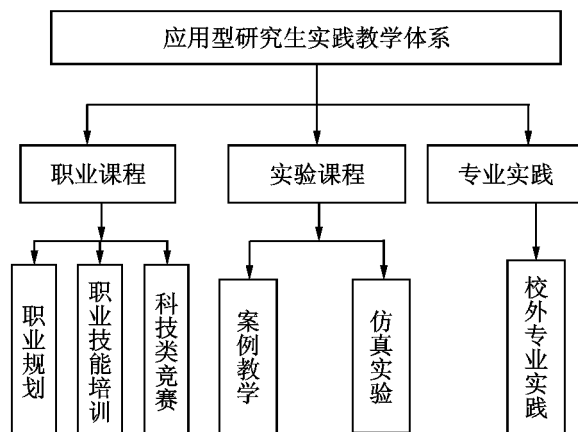 应用型研究生实践教学体系
职业课程
实验课程
专业实践
职业规划
职业技能培训
科技类竞赛
案例教学
仿真实验
校外专业实践